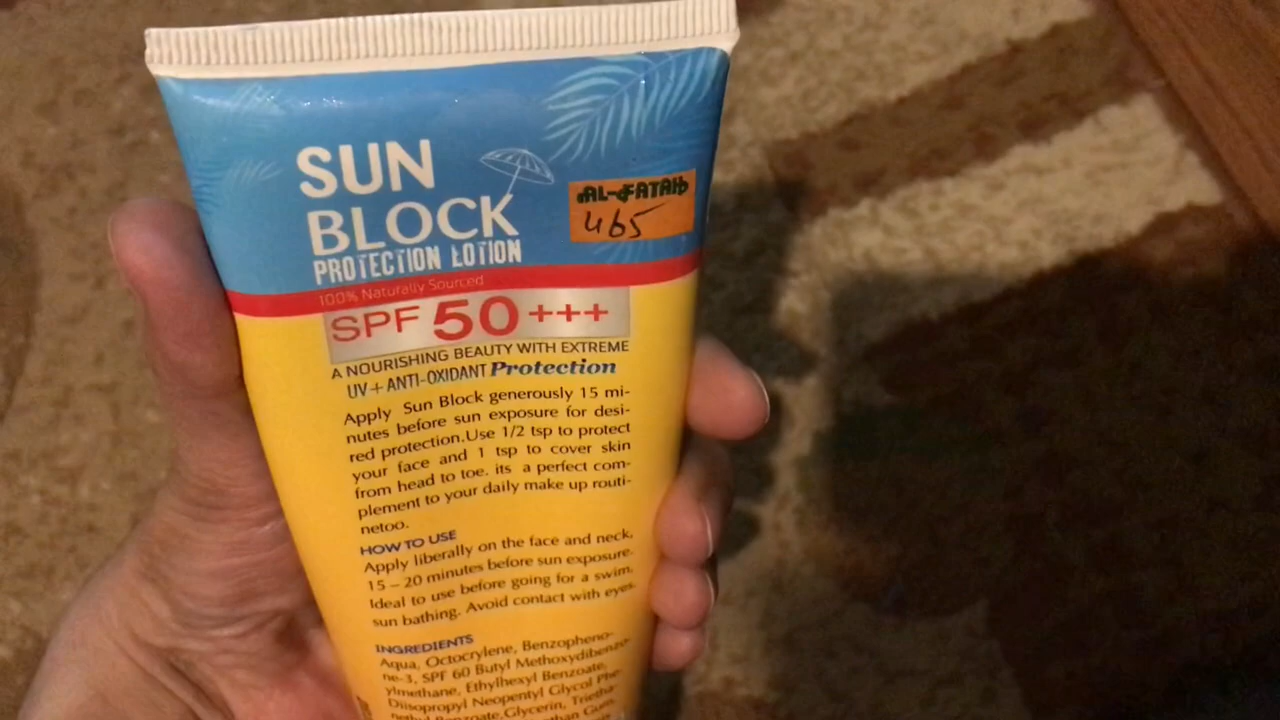 SUN
BLOCK
PROTECTION LOTION
AL-FATAH
465
100% Naturally Sourced
SPF 50+++
A NOURISHING BEAUTY WITH EXTREME
UV+ANTI-OXIDANT Protection
Apply Sun Block generously 15 mi-
nutes before sun exposure for desi-
red protection.Use 1/2 tsp to protect
your face and 1 tsp to cover skin
from head to toe. its a perfect com-
plement to your daily make up routi-
netoo.
HOW TO USE
Apply liberally on the face and neck,
15 – 20 minutes before sun exposure.
Ideal to use before going for a swim,
sun bathing. Avoid contact with eyes.
INGREDIENTS
Aqua, Octocrylene, Benzopheno-
ne-3, SPF 60 Butyl Methoxydibenzo-
ylmethane, Ethylhexyl Benzoate,
Diisopropyl Neopentyl Glycol Phe-
Benzoate,Glycerin, Trietha-